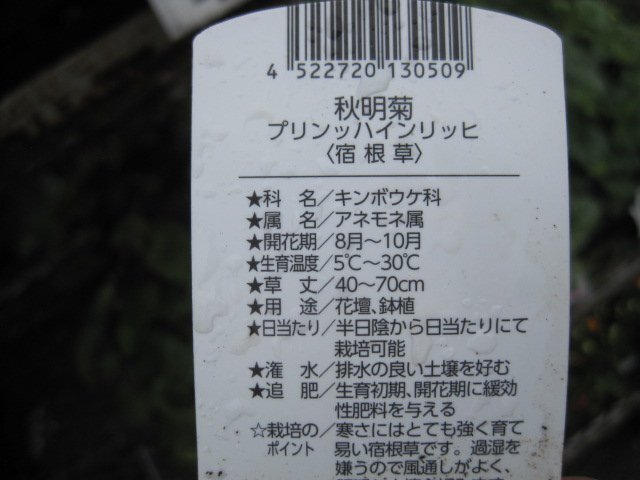 4 522720 130509
秋明菊
プリンッハインリッヒ
〈宿根草〉
★科 名／キンボウケ科
★属 名／アネモネ属
★開花期／8月～10月
★生育温度／5℃～30℃
★草 丈／40～70cm
★用 途／花壇、鉢植
★日当たり／半日陰から日当たりにて
栽培可能
★潅 水／排水の良い土壌を好む
★追 肥／生育初期、開花期に緩効
性肥料を与える
☆栽培の／寒さにはとても強く育て
ポイント 易い宿根草です。過湿を
嫌うので風通しがよく、